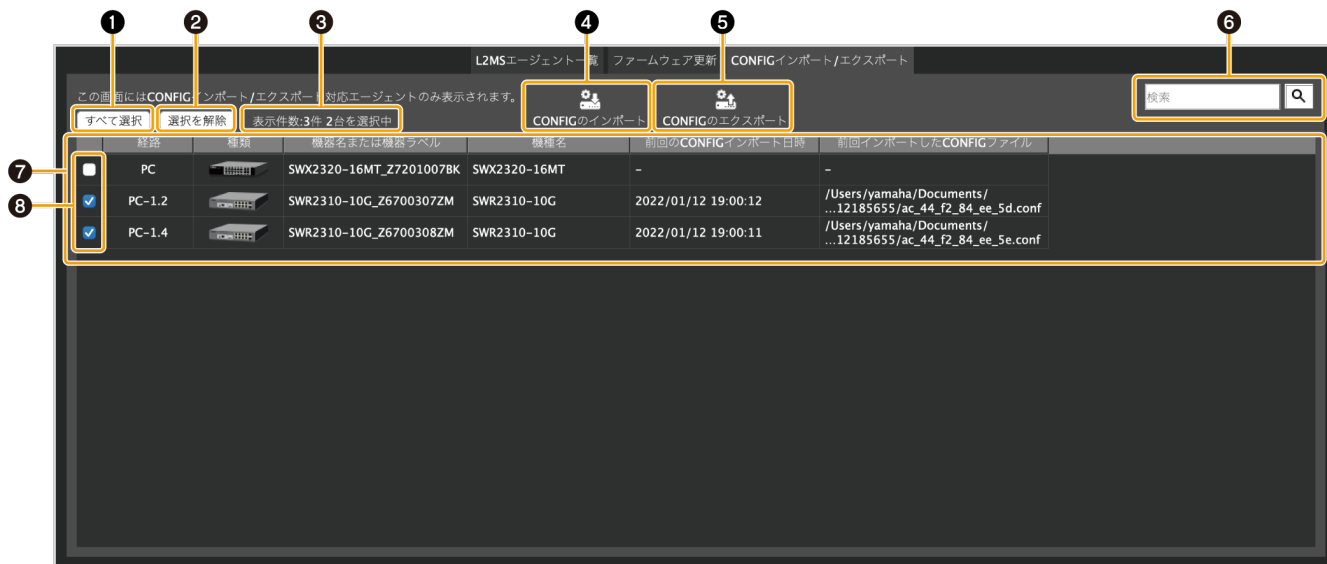 ❶ ❷ ❸ ❹ ❺ ❻
L2MSエージェント一覧 ファームウェア更新 CONFIGインポート/エクスポート
この画面にはCONFIGインポート/エクスポート対応エージェントのみ表示されます。
検索
すべて選択 選択を解除 表示件数:3件 2台を選択中 CONFIGのインポート CONFIGのエクスポート
経路 種類 機器名または機器ラベル 機種名 前回のCONFIGインポート日時 前回インポートしたCONFIGファイル
❼ PC SWX2320-16MT_Z7201007BK SWX2320-16MT – –
❽ PC-1.2 SWR2310-10G_Z6700307ZM SWR2310-10G 2022/01/12 19:00:12 /Users/yamaha/Documents/
...12185655/ac_44_f2_84_ee_5d.conf
PC-1.4 SWR2310-10G_Z6700308ZM SWR2310-10G 2022/01/12 19:00:11 /Users/yamaha/Documents/
...12185655/ac_44_f2_84_ee_5e.conf